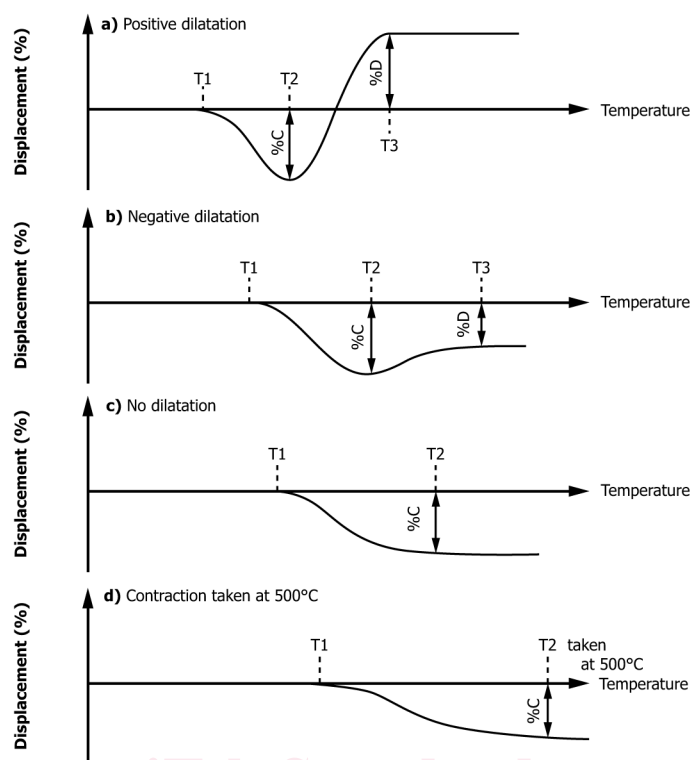 a) Positive dilatation
Displacement (%)
T1
T2
%D
Temperature
%C
T3
b) Negative dilatation
Displacement (%)
T1
T2
T3
%C
%D
Temperature
c) No dilatation
Displacement (%)
T1
T2
%C
Temperature
d) Contraction taken at 500°C
Displacement (%)
T1
T2 taken
at 500°C
Temperature
%C